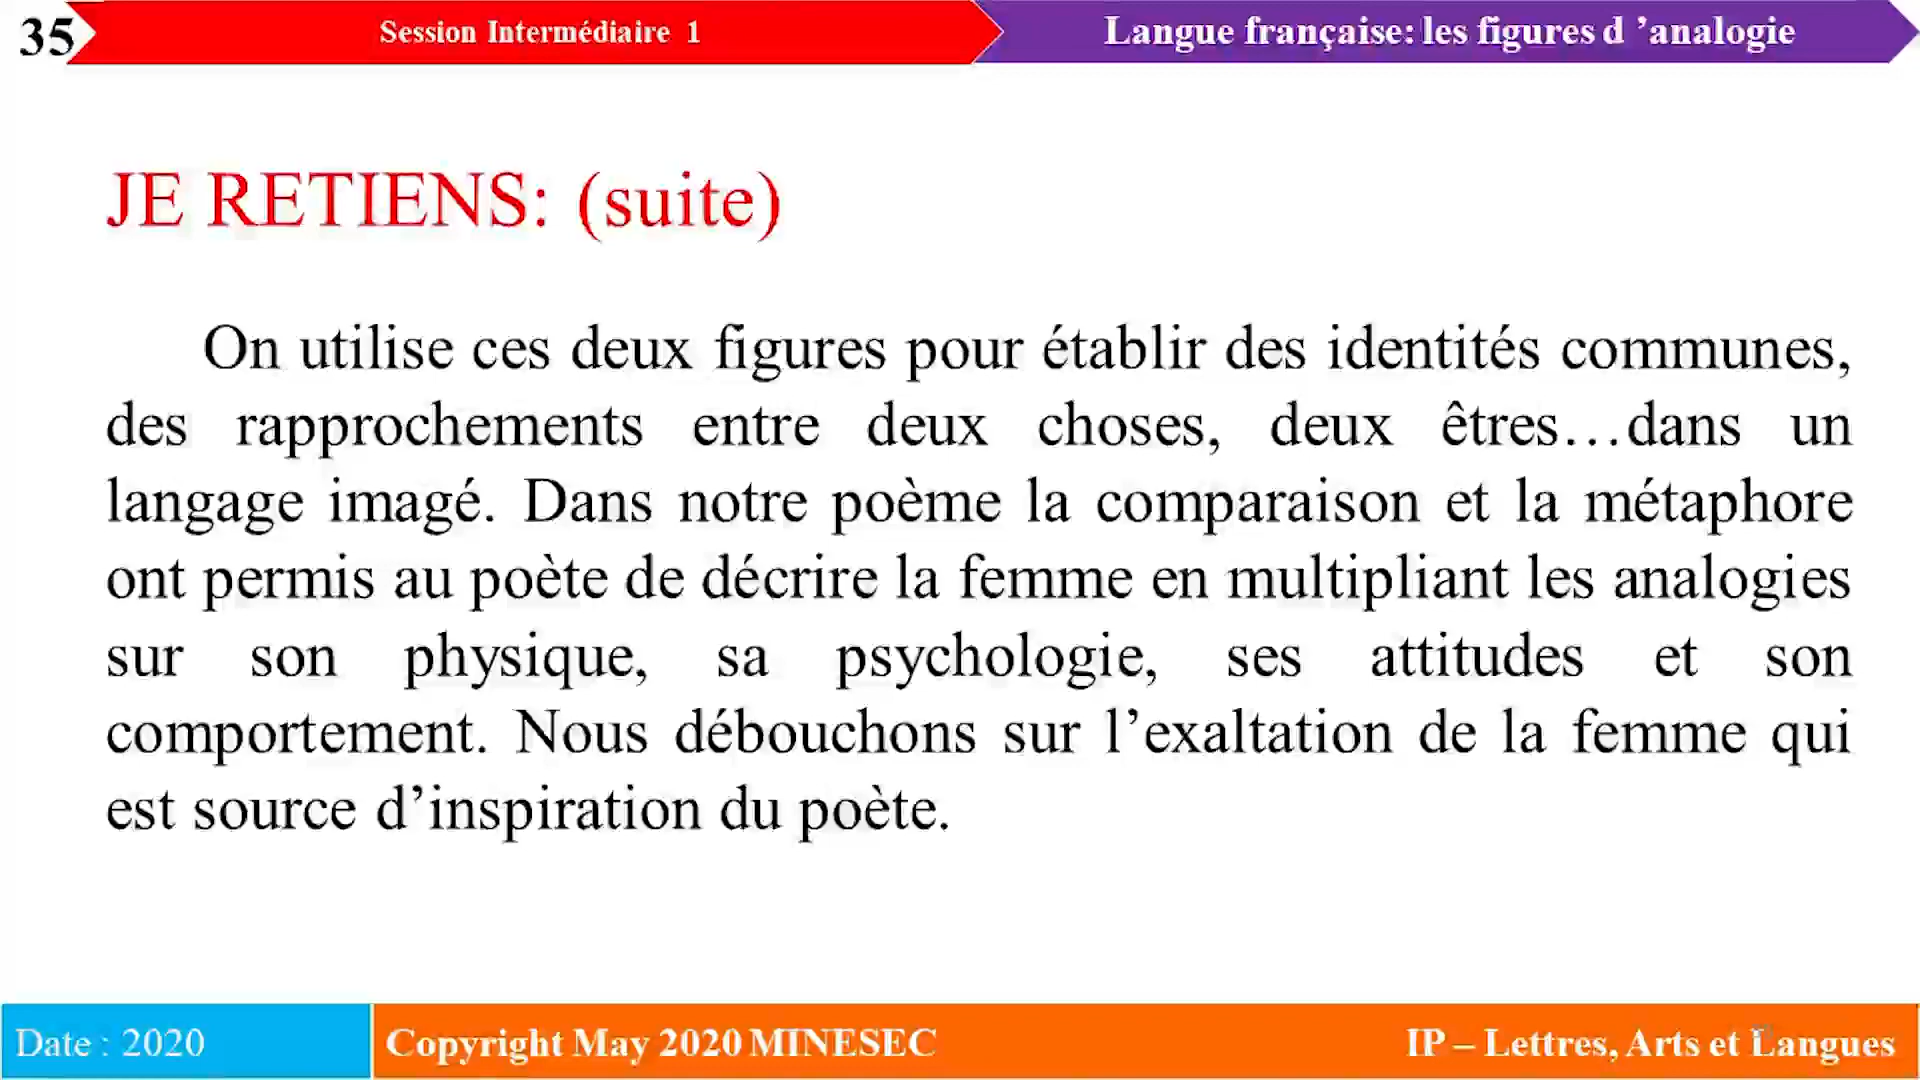 35
Session Intermédiaire 1
Langue française: les figures d ’analogie
JE RETIENS: (suite)
On utilise ces deux figures pour établir des identités communes,
des rapprochements entre deux choses, deux êtres…dans un
langage imagé. Dans notre poème la comparaison et la métaphore
ont permis au poète de décrire la femme en multipliant les analogies
sur son physique, sa psychologie, ses attitudes et son
comportement. Nous débouchons sur l’exaltation de la femme qui
est source d’inspiration du poète.
Date : 2020
Copyright May 2020 MINESEC
IP – Lettres, Arts et Langues